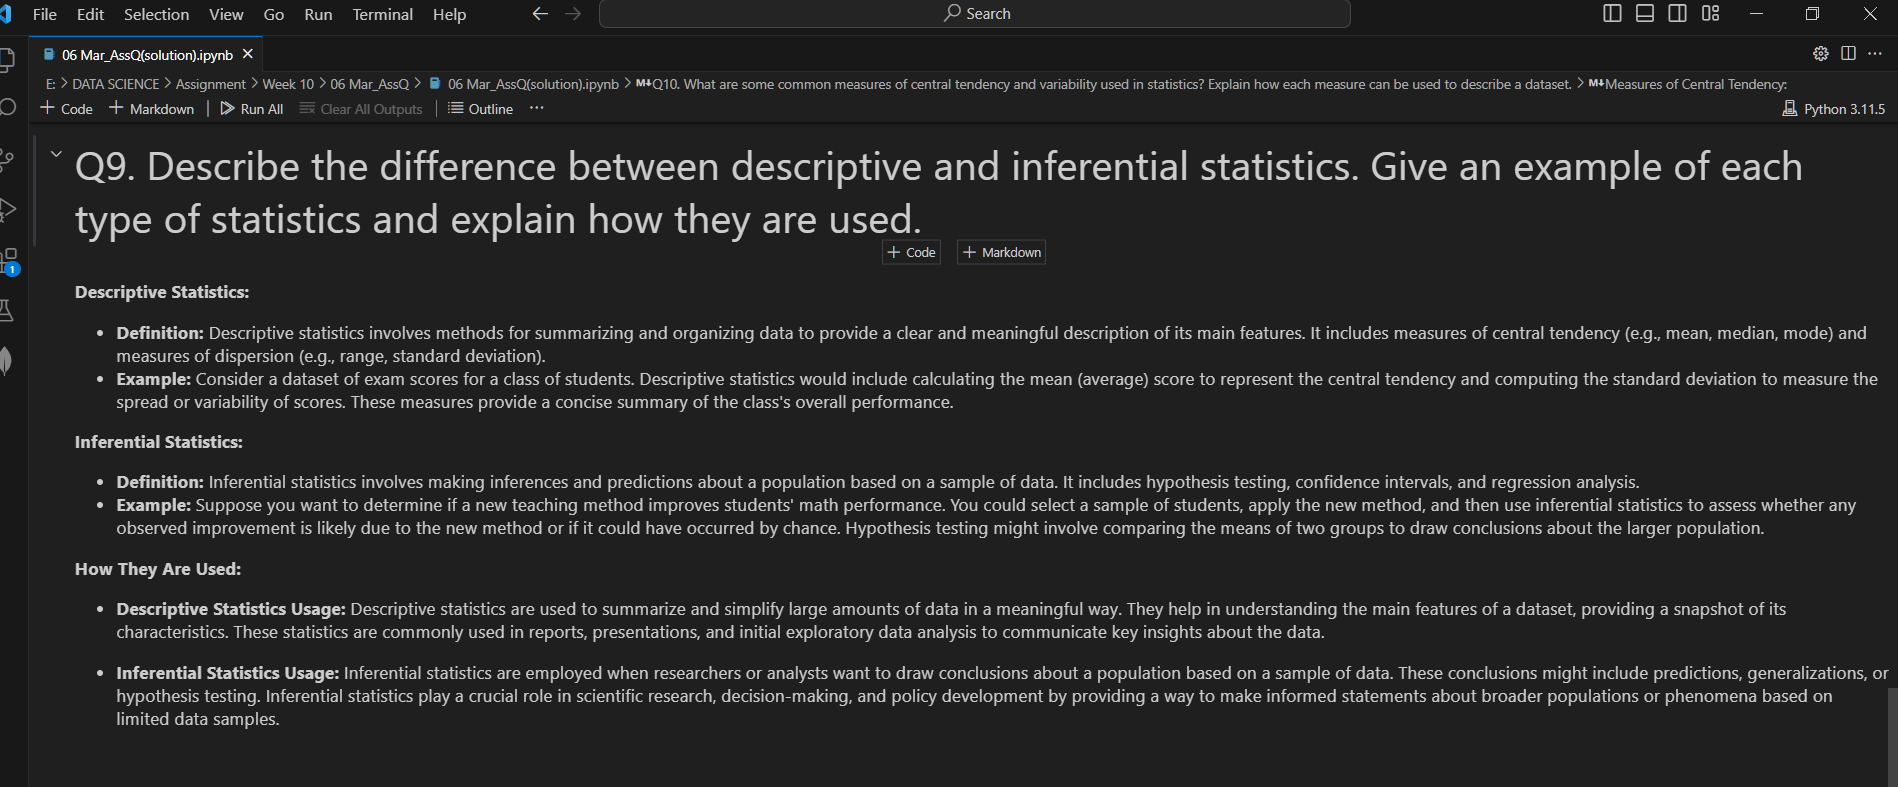 File Edit Selection View Go Run Terminal Help Search
06 Mar_AssQ(solution).ipynb
E: > DATA SCIENCE > Assignment > Week 10 > 06 Mar_AssQ > 06 Mar_AssQ(solution).ipynb > M↓Q10. What are some common measures of central tendency and variability used in statistics? Explain how each measure can be used to describe a dataset. > M↓Measures of Central Tendency:
+ Code + Markdown | Run All Clear All Outputs | Outline ... Python 3.11.5
Q9. Describe the difference between descriptive and inferential statistics. Give an example of each
type of statistics and explain how they are used.
+ Code + Markdown
1
Descriptive Statistics:
• Definition: Descriptive statistics involves methods for summarizing and organizing data to provide a clear and meaningful description of its main features. It includes measures of central tendency (e.g., mean, median, mode) and
measures of dispersion (e.g., range, standard deviation).
• Example: Consider a dataset of exam scores for a class of students. Descriptive statistics would include calculating the mean (average) score to represent the central tendency and computing the standard deviation to measure the
spread or variability of scores. These measures provide a concise summary of the class's overall performance.
Inferential Statistics:
• Definition: Inferential statistics involves making inferences and predictions about a population based on a sample of data. It includes hypothesis testing, confidence intervals, and regression analysis.
• Example: Suppose you want to determine if a new teaching method improves students' math performance. You could select a sample of students, apply the new method, and then use inferential statistics to assess whether any
observed improvement is likely due to the new method or if it could have occurred by chance. Hypothesis testing might involve comparing the means of two groups to draw conclusions about the larger population.
How They Are Used:
• Descriptive Statistics Usage: Descriptive statistics are used to summarize and simplify large amounts of data in a meaningful way. They help in understanding the main features of a dataset, providing a snapshot of its
characteristics. These statistics are commonly used in reports, presentations, and initial exploratory data analysis to communicate key insights about the data.
• Inferential Statistics Usage: Inferential statistics are employed when researchers or analysts want to draw conclusions about a population based on a sample of data. These conclusions might include predictions, generalizations, or
hypothesis testing. Inferential statistics play a crucial role in scientific research, decision-making, and policy development by providing a way to make informed statements about broader populations or phenomena based on
limited data samples.